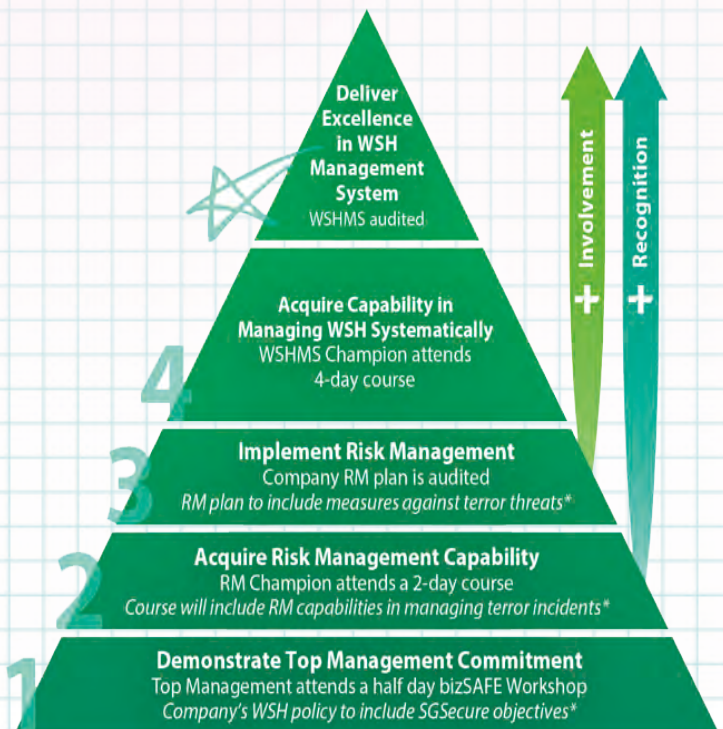 Deliver
Excellence
in WSH
Management
System
WSHMS audited
+ Involvement
+ Recognition
4
Acquire Capability in
Managing WSH Systematically
WSHMS Champion attends
4-day course
3
Implement Risk Management
Company RM plan is audited
RM plan to include measures against terror threats*
2
Acquire Risk Management Capability
RM Champion attends a 2-day course
Course will include RM capabilities in managing terror incidents*
1
Demonstrate Top Management Commitment
Top Management attends a half day bizSAFE Workshop
Company's WSH policy to include SGSecure objectives*